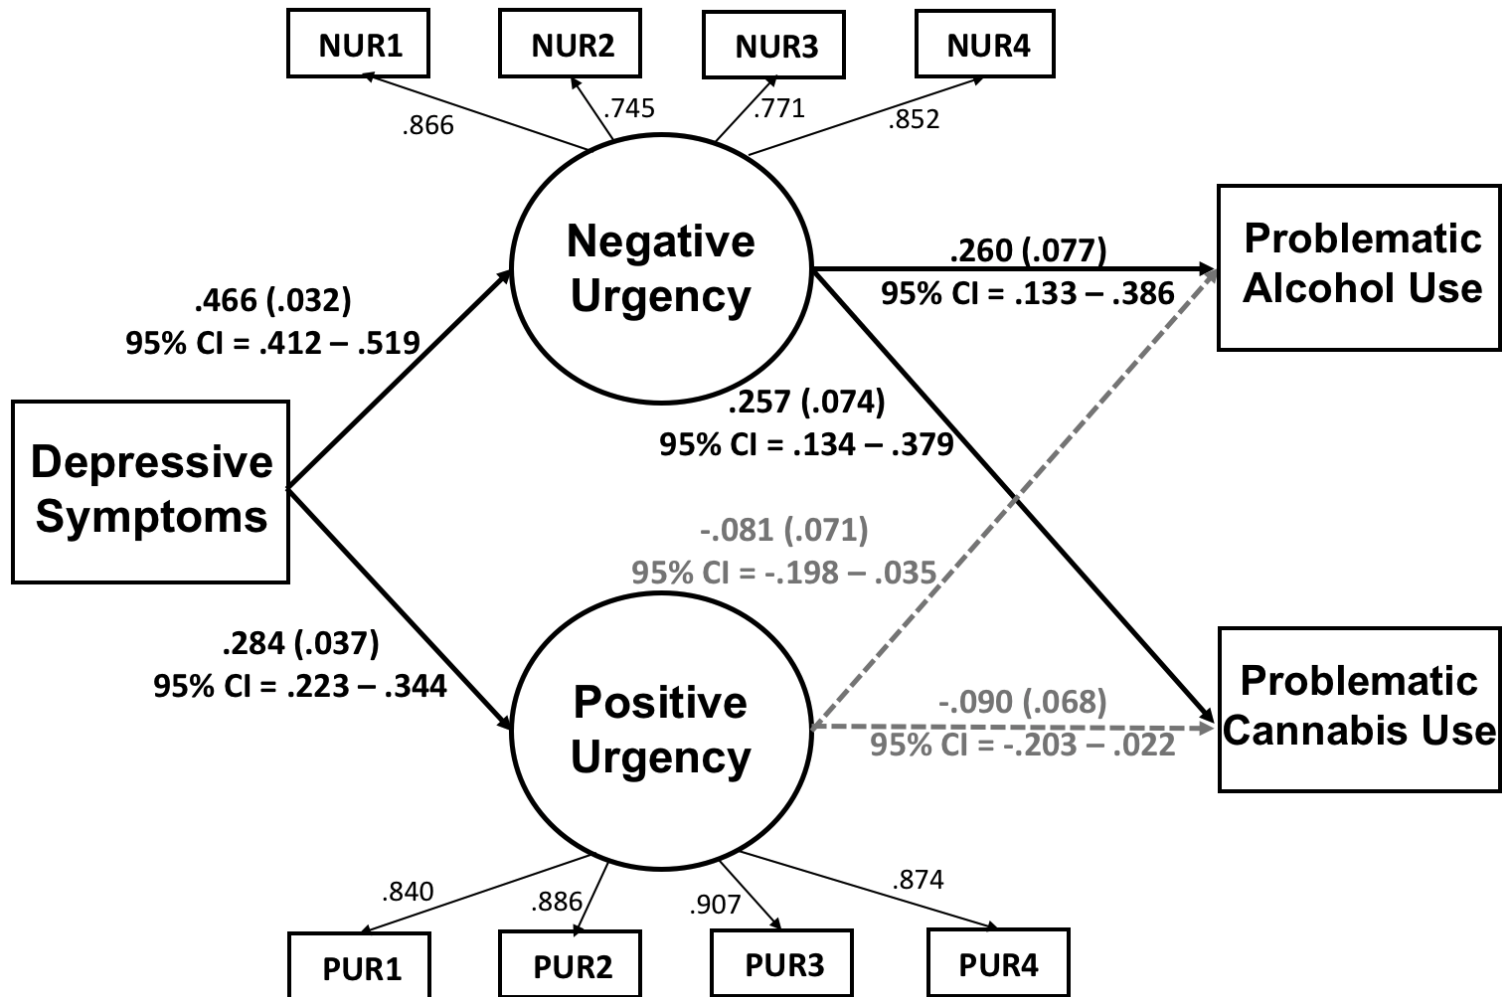 NUR1
NUR2
NUR3
NUR4
.866
.745
.771
.852
Negative
Urgency
Problematic
Alcohol Use
.260 (.077)
95% CI = .133 – .386
.466 (.032)
95% CI = .412 – .519
.257 (.074)
95% CI = .134 – .379
Depressive
Symptoms
-.081 (.071)
95% CI = -.198 – .035
.284 (.037)
95% CI = .223 – .344
Positive
Urgency
-.090 (.068)
95% CI = -.203 – .022
Problematic
Cannabis Use
.840
.886
.907
.874
PUR1
PUR2
PUR3
PUR4